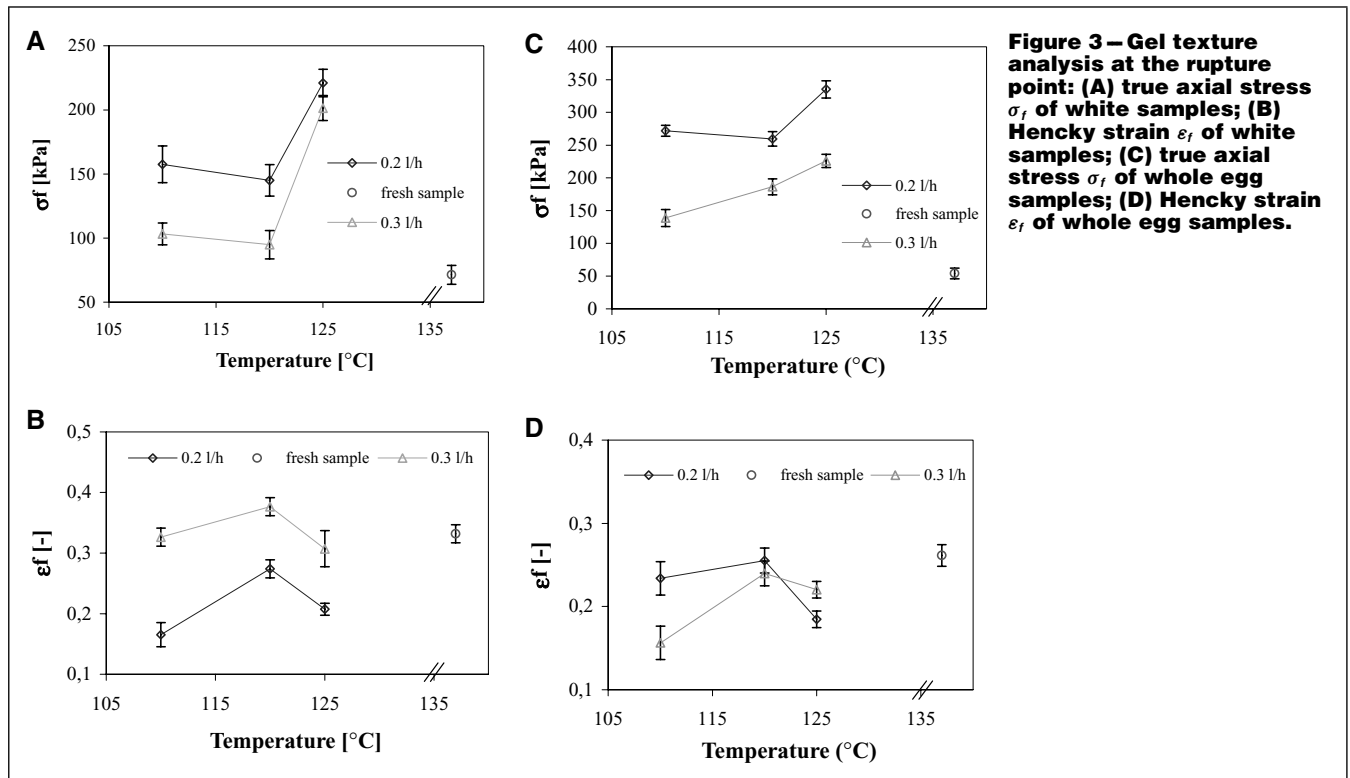 A
250
200
150
100
50
σf [kPa]
0.2 l/h
fresh sample
0.3 l/h
105
115
125
135
Temperature [°C]
C
400
350
300
250
200
150
100
50
0
σf [kPa]
0.2 l/h
fresh sample
0.3 l/h
105
115
125
135
Temperature (°C)
Figure 3 – Gel texture
analysis at the rupture
point: (A) true axial stress
σf of white samples; (B)
Hencky strain εf of white
samples; (C) true axial
stress σf of whole egg
samples; (D) Hencky strain
εf of whole egg samples.
B
0,5
0,4
0,3
0,2
0,1
εf [-]
0.2 l/h fresh sample 0.3 l/h
105
115
125
135
Temperature [°C]
D
0,4
0,3
0,2
0,1
εf [-]
0.2 l/h fresh sample 0.3 l/h
105
115
125
135
Temperature (°C)